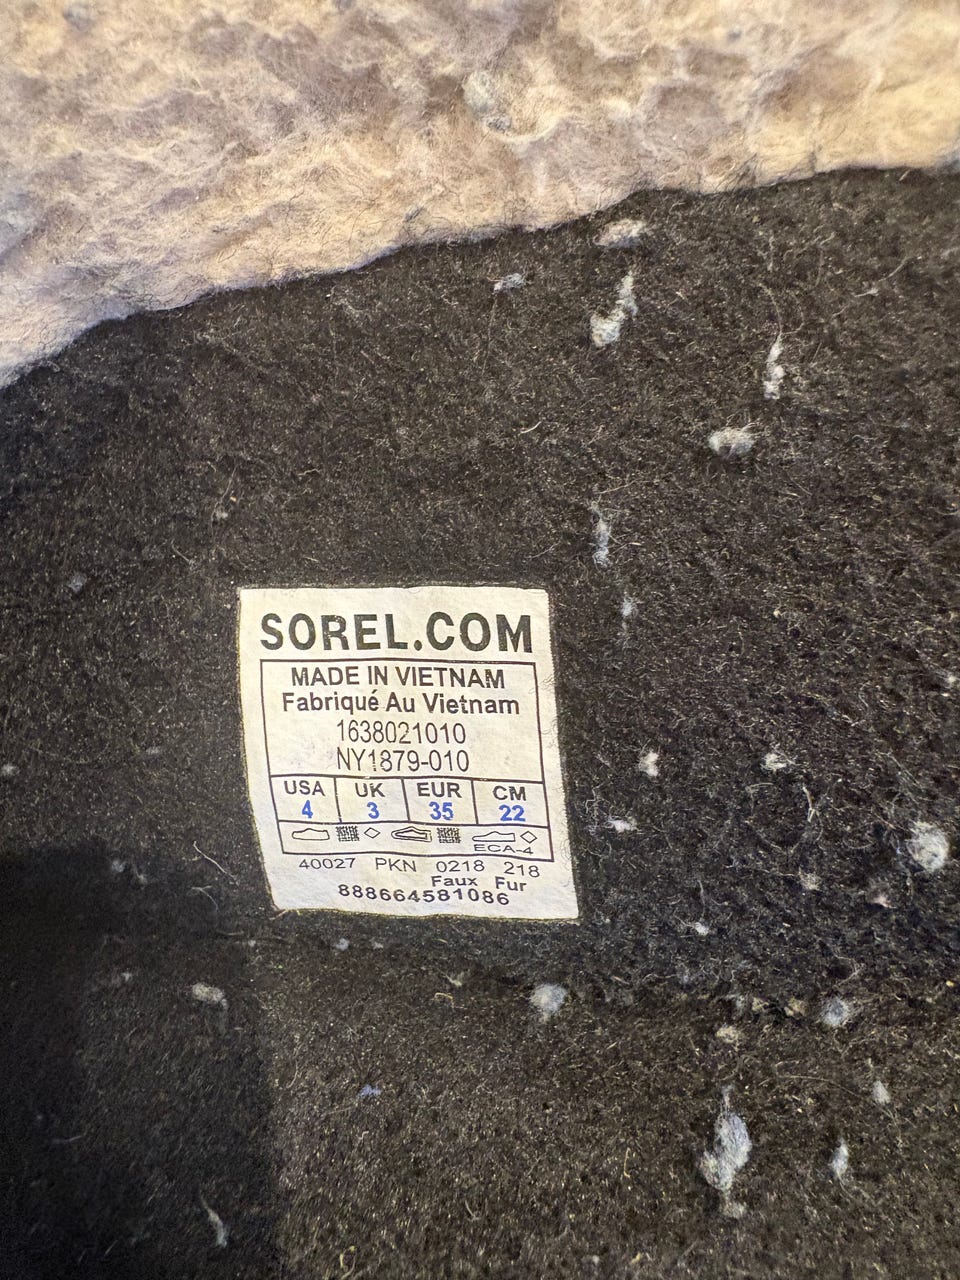 SOREL.COM
MADE IN VIETNAM
Fabriqué Au Vietnam
1638021010
NY1879-010
USA UK EUR CM
4 3 35 22
ECA-4
40027 PKN 0218 218
Faux Fur
888664581086